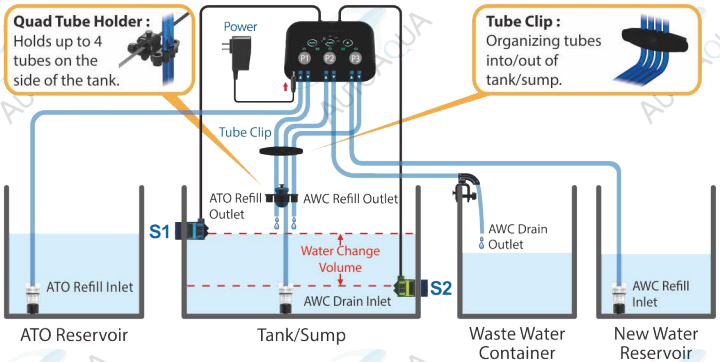 Quad Tube Holder :
Holds up to 4
tubes on the
side of the tank.
Power
P1
P2
P3
Tube Clip :
Organizing tubes
into/out of
tank/sump.
Tube Clip
ATO Refill
Outlet
AWC Refill Outlet
S1
Water Change
Volume
AWC Drain
Outlet
S2
ATO Refill Inlet
AWC Drain Inlet
AWC Refill
Inlet
ATO Reservoir
Tank/Sump
Waste Water
Container
New Water
Reservoir
AUTOAQUA